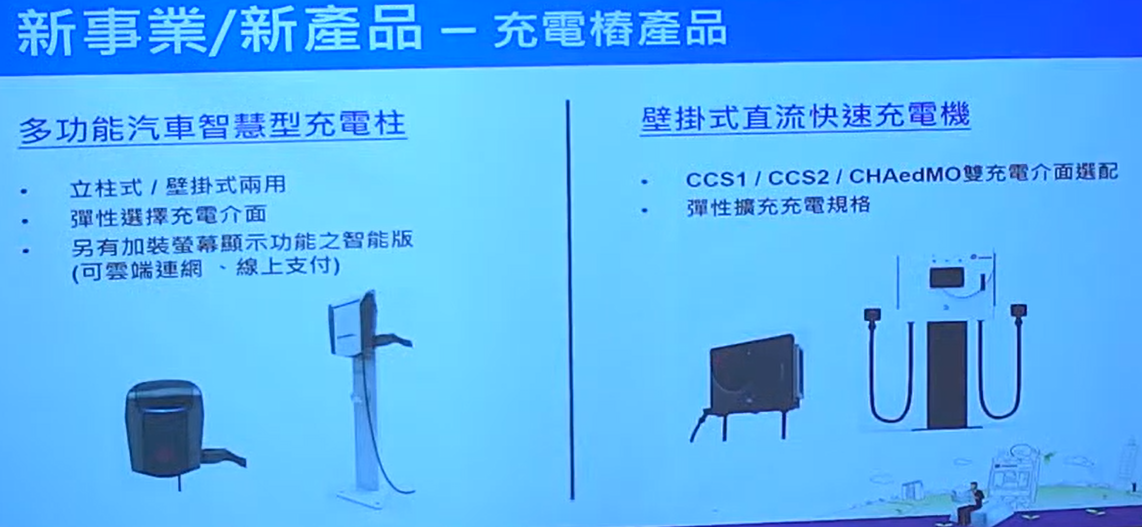 新事業/新產品 – 充電樁產品
多功能汽車智慧型充電柱
• 立柱式 / 壁掛式兩用
• 彈性選擇充電介面
• 另有加裝螢幕顯示功能之智能版
(可雲端連網 、線上支付)
壁掛式直流快速充電機
• CCS1 / CCS2 / CHAedMO雙充電介面選配
• 彈性擴充充電規格